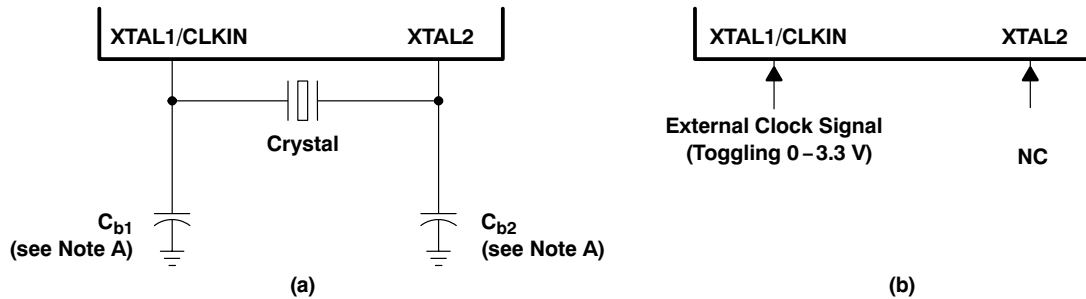 XTAL1/CLKIN XTAL2
Crystal
Cb1
(see Note A)
Cb2
(see Note A)
(a)
XTAL1/CLKIN XTAL2
External Clock Signal
(Toggling 0–3.3 V)
NC
(b)